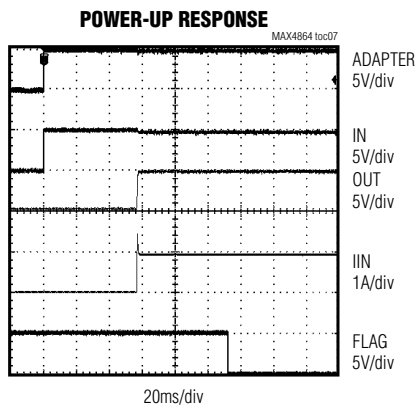 POWER-UP RESPONSE
MAX4864 toc07
ADAPTER
5V/div
IN
5V/div
OUT
5V/div
IIN
1A/div
FLAG
5V/div
20ms/div